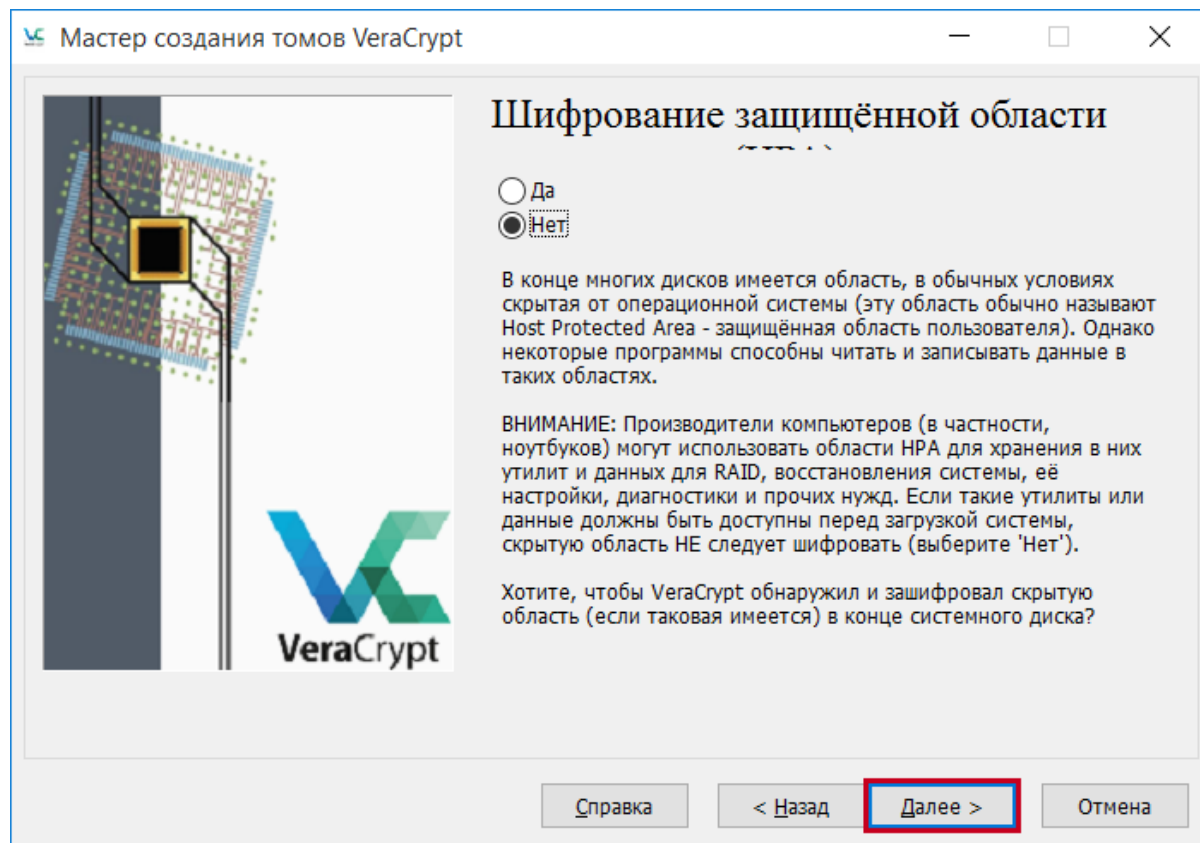 Мастер создания томов VeraCrypt
Шифрование защищённой области
Да
Нет
В конце многих дисков имеется область, в обычных условиях
скрытая от операционной системы (эту область обычно называют
Host Protected Area - защищённая область пользователя). Однако
некоторые программы способны читать и записывать данные в
таких областях.
ВНИМАНИЕ: Производители компьютеров (в частности,
ноутбуков) могут использовать области HPA для хранения в них
утилит и данных для RAID, восстановления системы, её
настройки, диагностики и прочих нужд. Если такие утилиты или
данные должны быть доступны перед загрузкой системы,
скрытую область НЕ следует шифровать (выберите 'Нет').
Хотите, чтобы VeraCrypt обнаружил и зашифровал скрытую
область (если таковая имеется) в конце системного диска?
VeraCrypt
Справка
< Назад
Далее >
Отмена